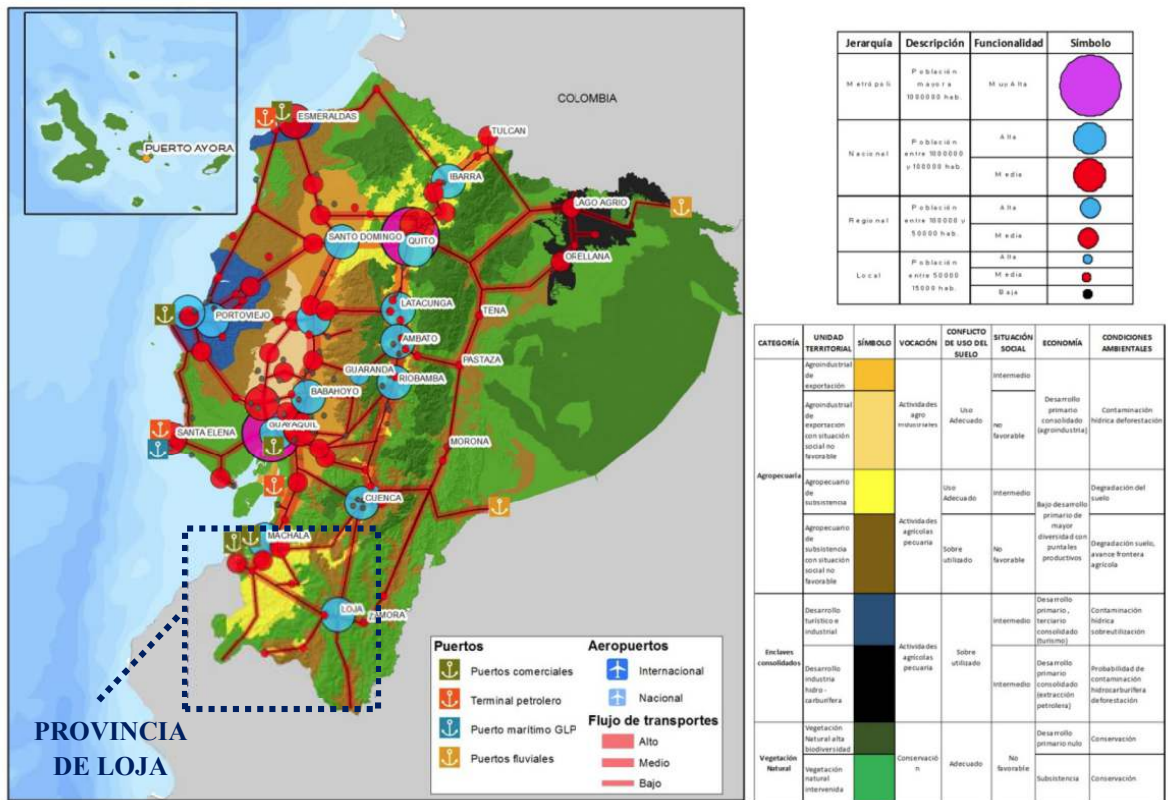 COLOMBIA
PUERTO AYORA
ESMERALDAS
TULCAN
IBARRA
LAGO AGRIO
SANTO DOMINGO
QUITO
ORELLANA
LATACUNGA
TENA
PORTOVIEJO
AMBATO
PASTAZA
GUARANDA
RIOBAMBA
BABAHOYO
SANTA ELENA
GUAYAQUIL
MORONA
CUENCA
MACHALA
LOJA
ZAMORA
PROVINCIA
DE LOJA
Puertos
Puertos comerciales
Terminal petrolero
Puerto marítimo GLP
Puertos fluviales
Aeropuertos
Internacional
Nacional
Flujo de transportes
Alto
Medio
Bajo
Jerarquía Descripción Funcionalidad Símbolo
Metrópoli
Población
mayor a
1000000 hab.
Muy Alta
Nacional
Población
entre 1000000
y 100000 hab.
Alta
Media
Regional
Población
entre 100000 y
50000 hab.
Alta
Media
Local
Población
entre 50000
15000 hab.
Alta
Media
Baja
CATEGORÍA
UNIDAD
TERRITORIAL
SÍMBOLO
VOCACIÓN
CONFLICTO
DE USO DEL
SUELO
SITUACIÓN
SOCIAL
ECONOMÍA
CONDICIONES
AMBIENTALES
Agropecuaria
Agroindustrial
de
exportación
Agroindustrial
de
exportación
con situación
social no
favorable
Actividades
agro
industriales
Uso
Adecuado
Intermedio
no
favorable
Desarrollo
primario
consolidado
(agroindustria)
Contaminación
hídrica deforestación
Agropecuario
de
subsistencia
Agropecuario
de
subsistencia
con situación
social no
favorable
Actividades
agrícolas
pecuaria
Uso
Adecuado
Sobre
utilizado
Intermedio
No
favorable
Bajo desarrollo
primario de
mayor
diversidad con
puntales
productivos
Degradación del
suelo
Degradación suelo,
avance frontera
agrícola
Enclaves
consolidados
Desarrollo
turístico e
industrial
Desarrollo
industria
hidro -
carburífera
Actividades
agrícolas
pecuaria
Sobre
utilizado
Intermedio
Intermedio
Desarrollo
primario ,
terciario
consolidado
(turismo)
Desarrollo
primario
consolidado
(extracción
petrolera)
Contaminación
hídrica
sobreutilización
Probabilidad de
contaminación
hidrocarburífera
deforestación
Vegetación
Natural
Vegetación
Natural alta
biodiversidad
Vegetación
natural
intervenida
Conservació
n
Adecuado
No
favorable
Desarrollo
primario nulo
Subsistencia
Conservación
Conservación